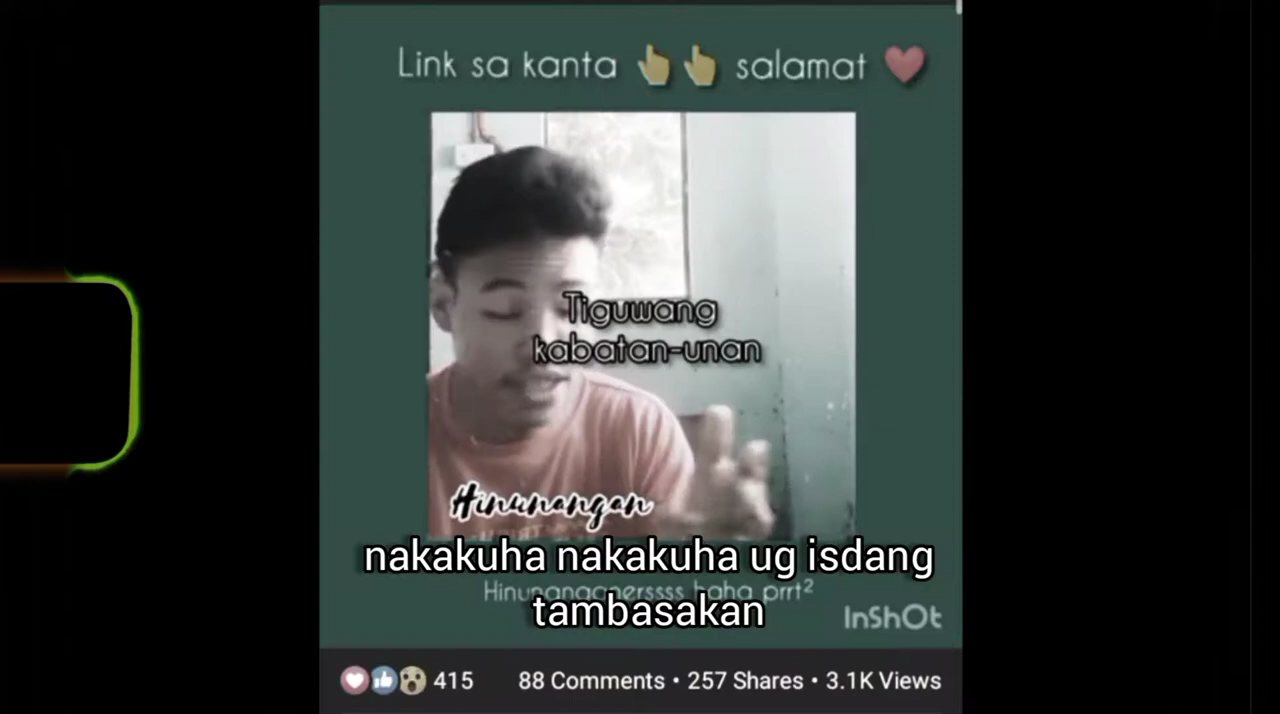 Link sa kanta 👆👆 salamat ❤
Tiguwang
kabatan-unan
Hinunangan
nakakuha nakakuha ug isdang
tambasakan
haha prrt²
InShOt
415 88 Comments • 257 Shares • 3.1K Views